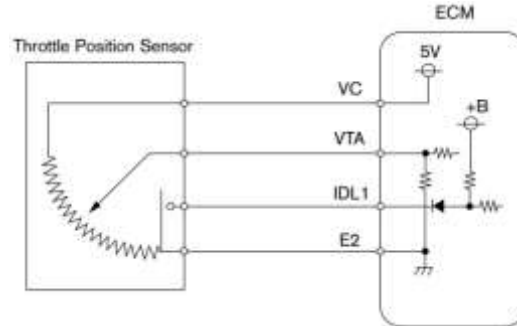 ECM
Throttle Position Sensor
5V
VC
+B
VTA
IDL1
E2